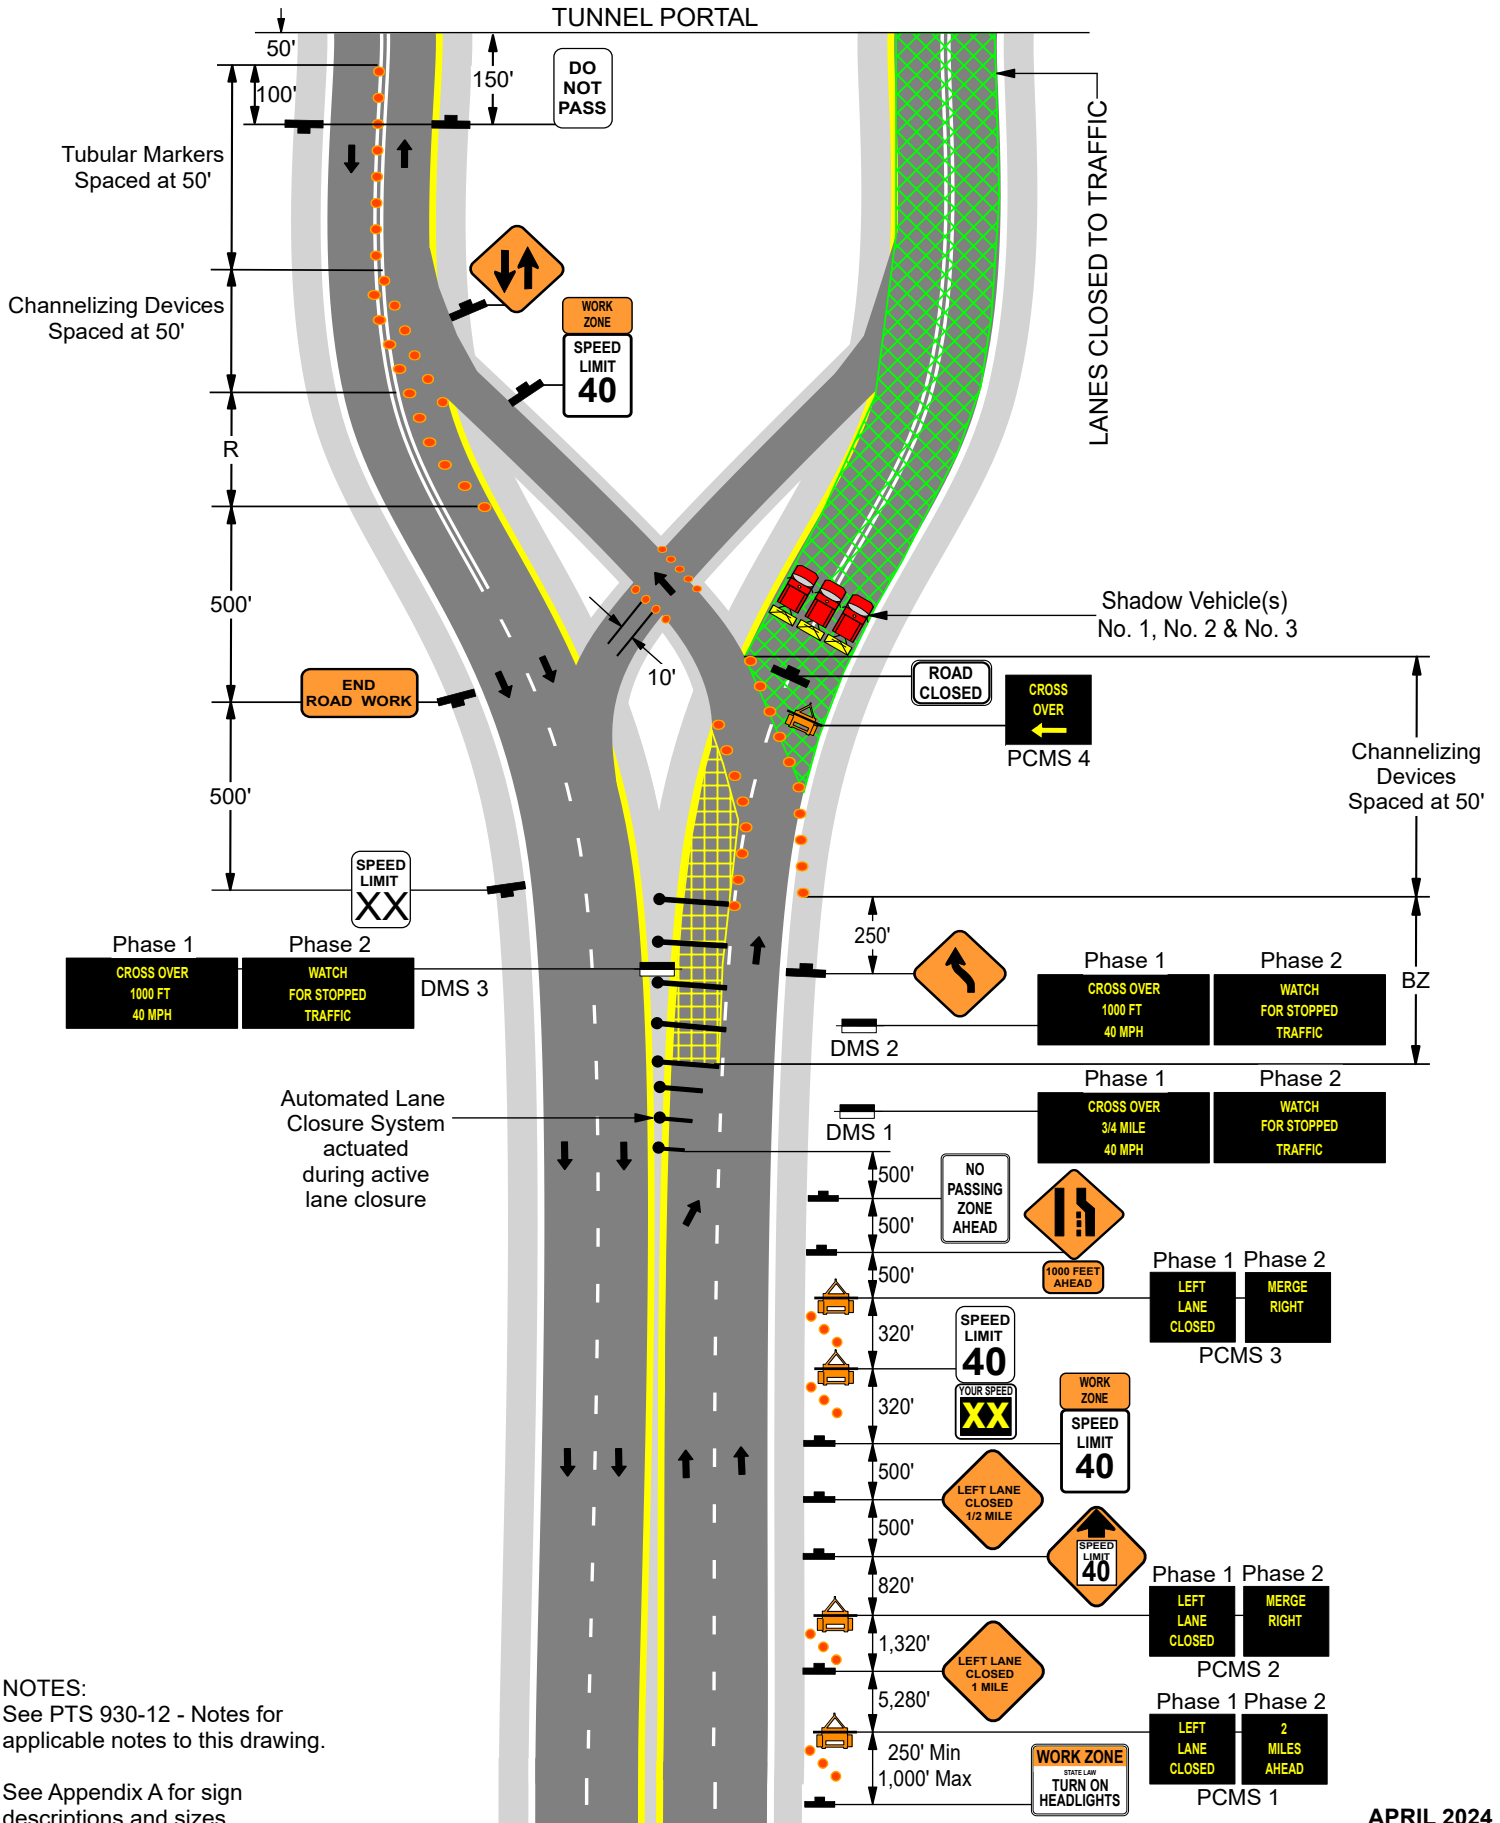 TUNNEL PORTAL
50'
100'
150'
DO
NOT
PASS
Tubular Markers
Spaced at 50'
LANES CLOSED TO TRAFFIC
Channelizing Devices
Spaced at 50'
WORK
ZONE
SPEED
LIMIT
40
R
500'
Shadow Vehicle(s)
No. 1, No. 2 & No. 3
10'
END
ROAD WORK
ROAD
CLOSED
CROSS
OVER
PCMS 4
Channelizing
Devices
Spaced at 50'
500'
SPEED
LIMIT
XX
250'
Phase 1
Phase 2
CROSS OVER
1000 FT
40 MPH
WATCH
FOR STOPPED
TRAFFIC
DMS 3
Phase 1
Phase 2
CROSS OVER
1000 FT
40 MPH
WATCH
FOR STOPPED
TRAFFIC
DMS 2
BZ
Automated Lane
Closure System
actuated
during active
lane closure
Phase 1
Phase 2
CROSS OVER
3/4 MILE
40 MPH
WATCH
FOR STOPPED
TRAFFIC
DMS 1
500'
NO
PASSING
ZONE
AHEAD
500'
1000 FEET
AHEAD
500'
Phase 1 Phase 2
LEFT
LANE
CLOSED
MERGE
RIGHT
PCMS 3
320'
SPEED
LIMIT
40
YOUR SPEED
XX
320'
WORK
ZONE
SPEED
LIMIT
40
500'
LEFT LANE
CLOSED
1/2 MILE
500'
SPEED
LIMIT
40
820'
Phase 1 Phase 2
LEFT
LANE
CLOSED
MERGE
RIGHT
PCMS 2
1,320'
LEFT LANE
CLOSED
1 MILE
5,280'
Phase 1 Phase 2
LEFT
LANE
CLOSED
2
MILES
AHEAD
PCMS 1
250' Min
1,000' Max
WORK ZONE
STATE LAW
TURN ON
HEADLIGHTS
NOTES:
See PTS 930-12 - Notes for
applicable notes to this drawing.
See Appendix A for sign
descriptions and sizes
APRIL 2024